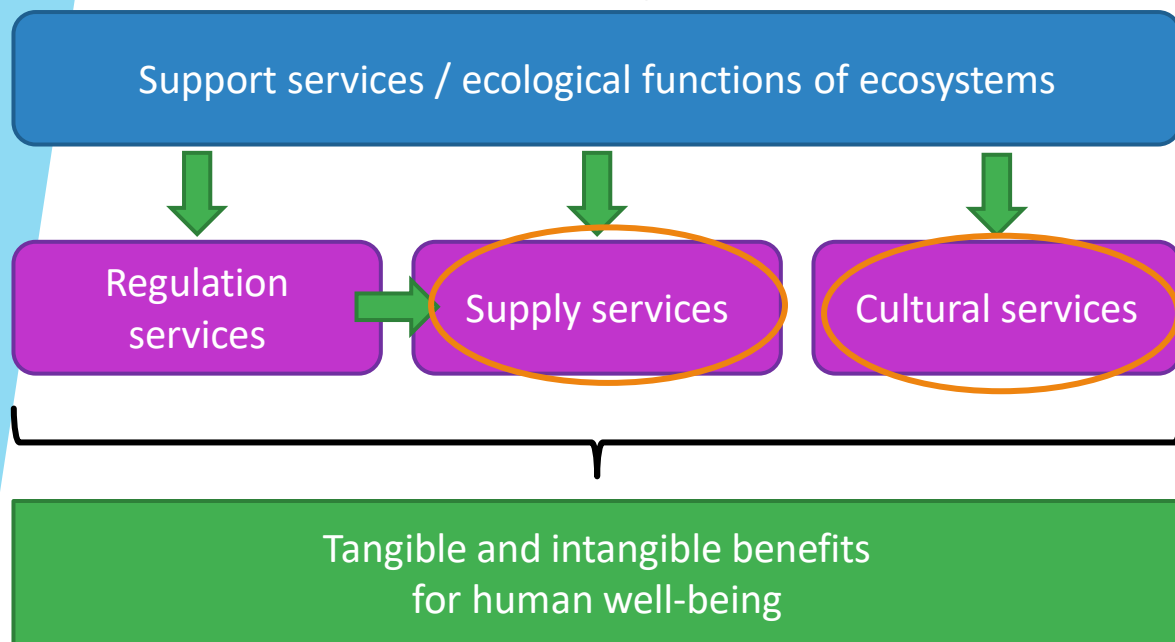 Support services / ecological functions of ecosystems
Regulation
services
Supply services
Cultural services
Tangible and intangible benefits
for human well-being